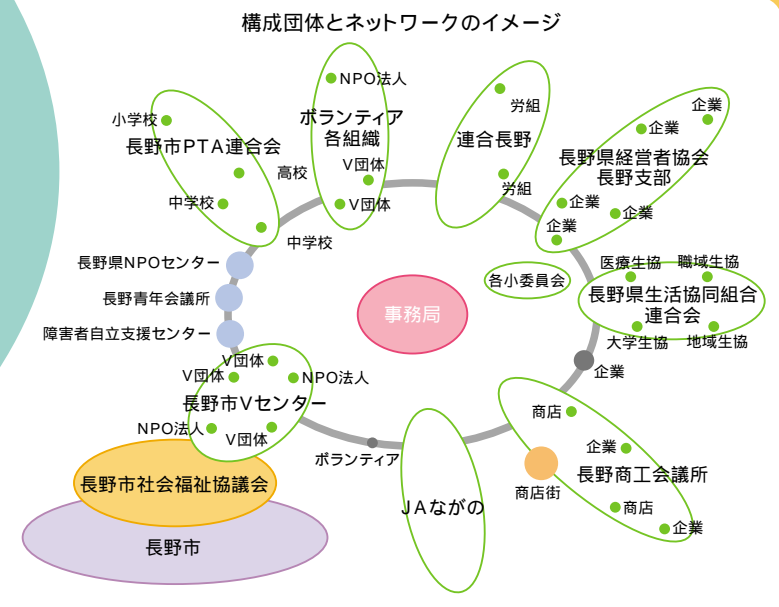 構成団体とネットワークのイメージ
NPO法人
ボランティア
各組織
V団体
V団体
小学校
長野市PTA連合会
高校
中学校
中学校
労組
連合長野
労組
企業
企業
長野県経営者協会
長野支部
企業
企業
企業
長野県NPOセンター
長野青年会議所
障害者自立支援センター
事務局
各小委員会
医療生協
職域生協
長野県生活協同組合
連合会
大学生協
地域生協
企業
V団体
V団体
NPO法人
長野市Vセンター
NPO法人
V団体
ボランティア
JAながの
商店
企業
長野商工会議所
商店街
商店
企業
長野市社会福祉協議会
長野市